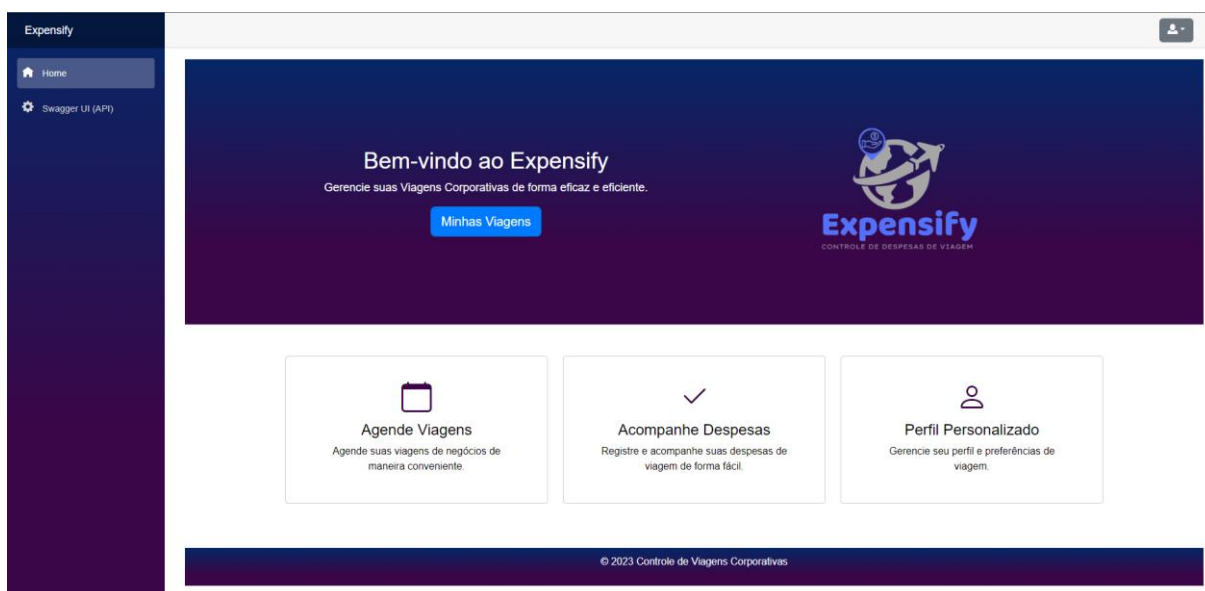 Expensify
Home
Swagger UI (API)
Bem-vindo ao Expensify
Gerencie suas Viagens Corporativas de forma eficaz e eficiente.
Minhas Viagens
Expensify
CONTROLE DE DESPESAS DE VIAGEM
Agende Viagens
Agende suas viagens de negócios de
maneira conveniente.
Acompanhe Despesas
Registre e acompanhe suas despesas de
viagem de forma fácil.
Perfil Personalizado
Gerencie seu perfil e preferências de
viagem.
© 2023 Controle de Viagens Corporativas